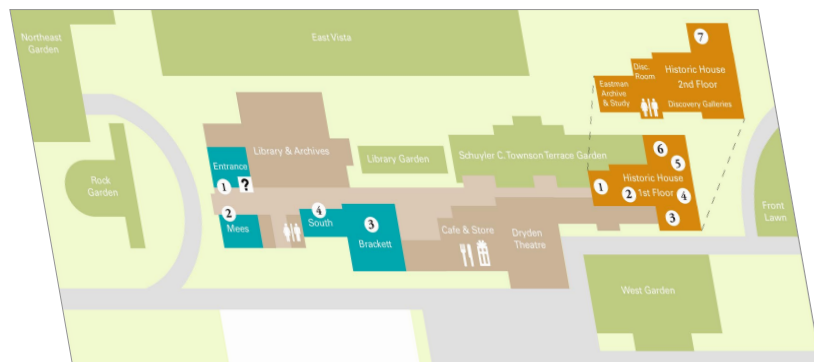 Northeast
Garden
East Vista
7
Disc.
Room
Historic House
2nd Floor
Eastman
Archive
& Study
Discovery Galleries
Library & Archives
Entrance
1
?
Library Garden
Schuyler C. Townson Terrace Garden
6
5
Historic House
1st Floor
1
2
4
3
Rock
Garden
Front
Lawn
2
Mees
4
South
3
Brackett
Cafe & Store
Dryden
Theatre
West Garden